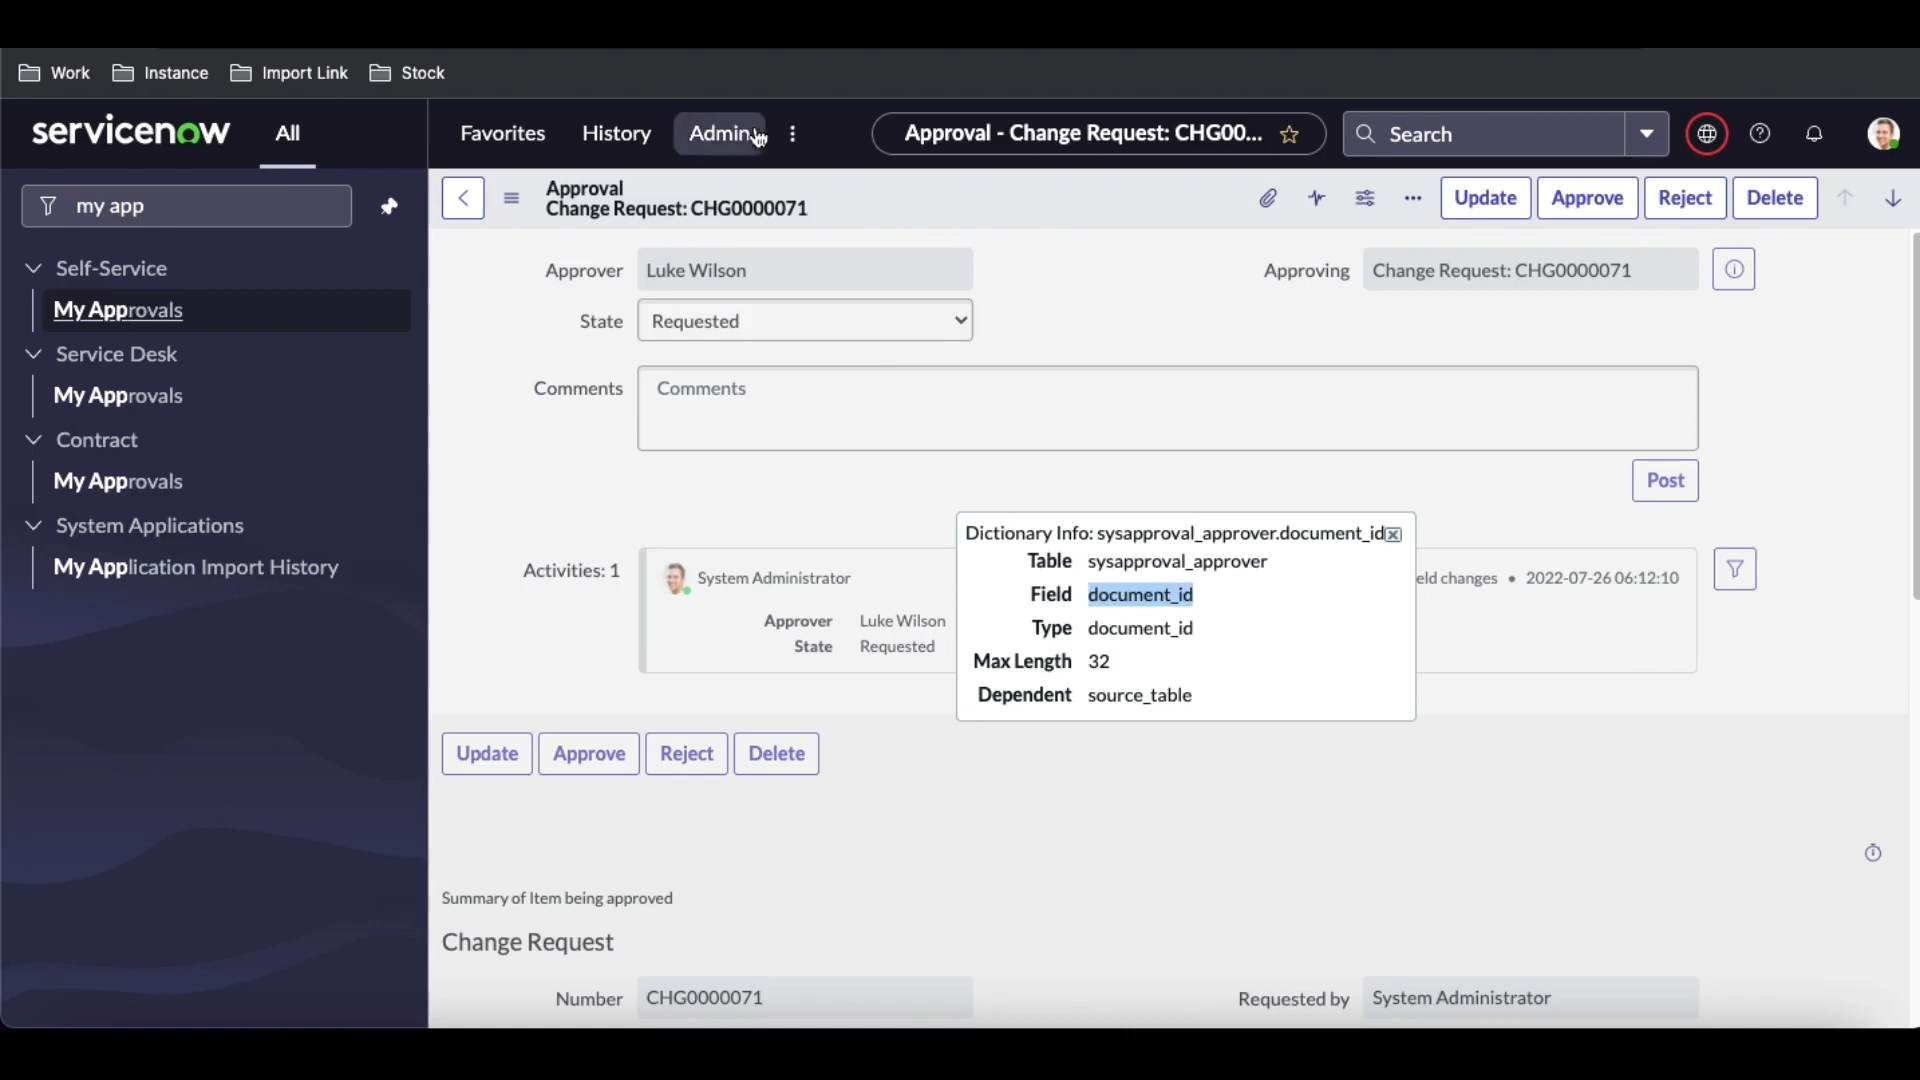 Work Instance Import Link Stock
servicenow All Favorites History Admin Approval - Change Request: CHG00... Search
my app
Self-Service
My Approvals
Service Desk
My Approvals
Contract
My Approvals
System Applications
My Application Import History
Approval
Change Request: CHG0000071
Update Approve Reject Delete
Approver Luke Wilson Approving Change Request: CHG0000071
State Requested
Comments Comments
Post
Activities: 1 System Administrator eld changes • 2022-07-26 06:12:10
Approver Luke Wilson
State Requested
Dictionary Info: sysapproval_approver.document_id
Table sysapproval_approver
Field document_id
Type document_id
Max Length 32
Dependent source_table
Update Approve Reject Delete
Summary of Item being approved
Change Request
Number CHG0000071 Requested by System Administrator